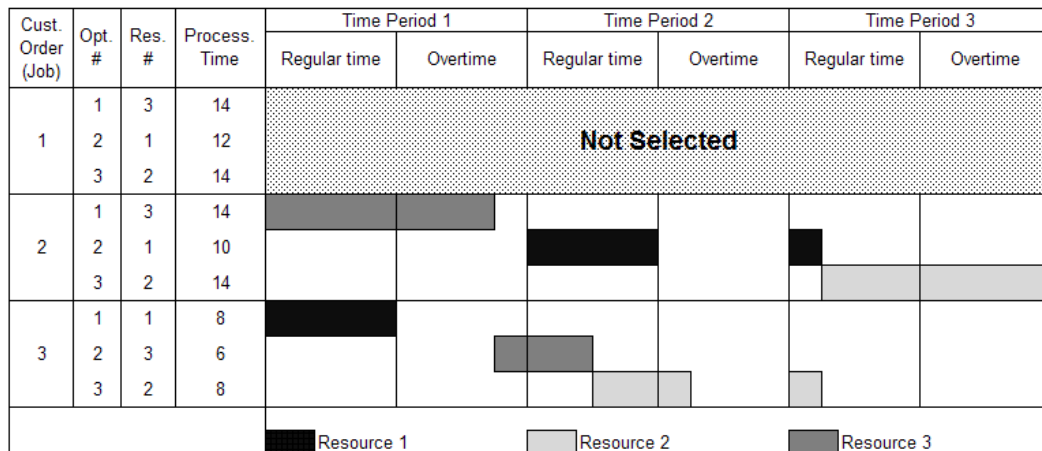 Cust. Order (Job) Opt. # Res. # Process. Time Time Period 1 Time Period 2 Time Period 3
Regular time Overtime Regular time Overtime Regular time Overtime
1 3 14
1 2 1 12 Not Selected
3 2 14
1 3 14
2 2 1 10
3 2 14
1 1 8
3 2 3 6
3 2 8
Resource 1 Resource 2 Resource 3